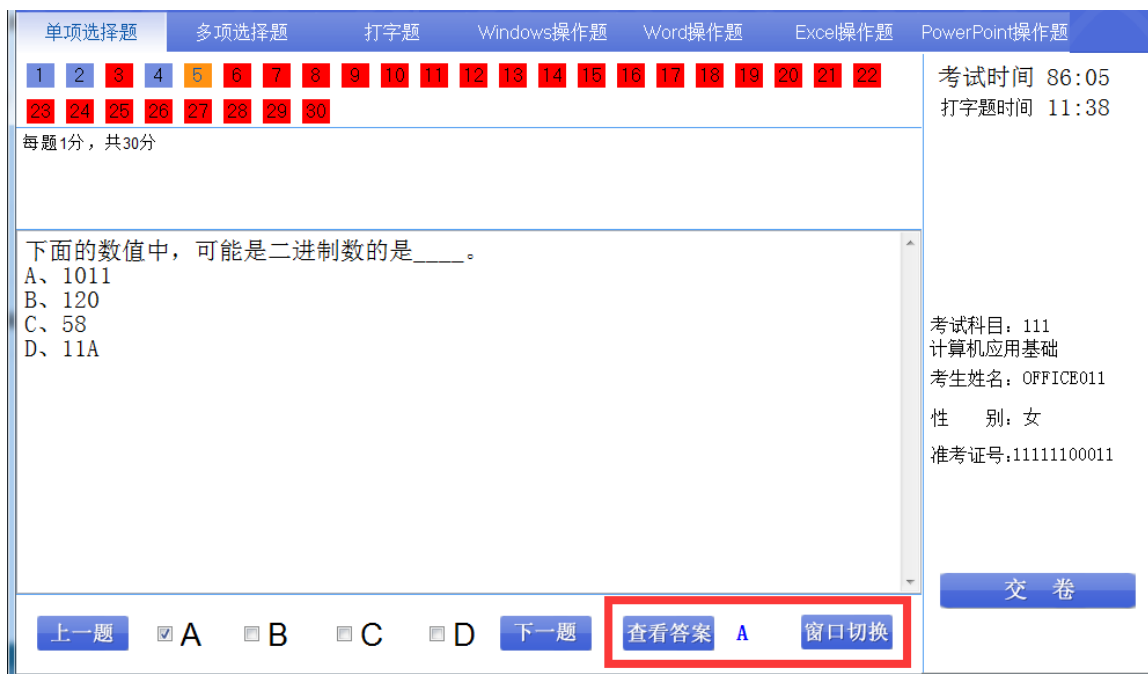 单项选择题 多项选择题 打字题 Windows操作题 Word操作题 Excel操作题 PowerPoint操作题
1 2 3 4 5 6 7 8 9 10 11 12 13 14 15 16 17 18 19 20 21 22
23 24 25 26 27 28 29 30
考试时间 86:05
打字题时间 11:38
每题1分，共30分
下面的数值中，可能是二进制数的是____。
A、1011
B、120
C、58
D、11A
考试科目：111
计算机应用基础
考生姓名：OFFICE011
性 别：女
准考证号:11111100011
交 卷
上一题 A B C D 下一题 查看答案 A 窗口切换